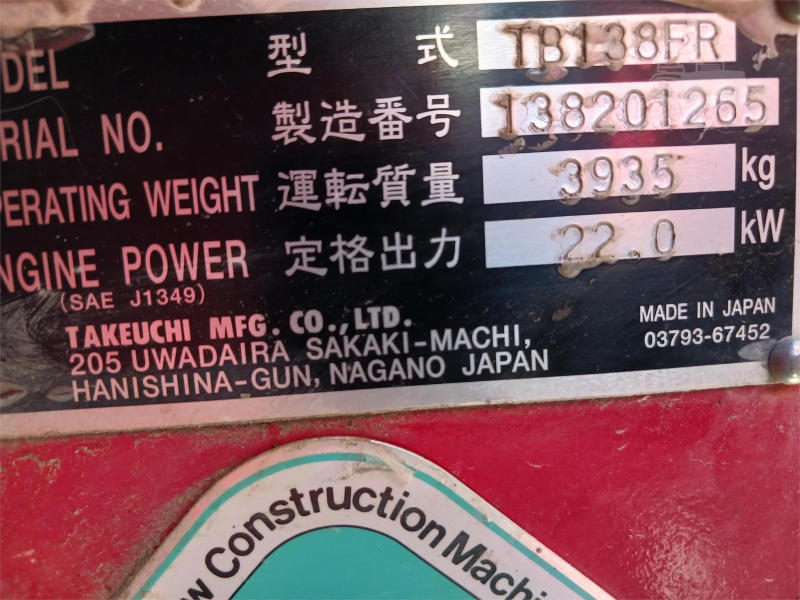 ODEL 型 式 TB138FR
RIAL NO. 製造番号 138201265
PERATING WEIGHT 運転質量 3935 kg
NGINE POWER 定格出力 22.0 kW
(SAE J1349)
TAKEUCHI MFG. CO., LTD.
205 UWADAIRA SAKAKI-MACHI,
HANISHINA-GUN, NAGANO JAPAN
MADE IN JAPAN
03793-67452
w Construction Machi